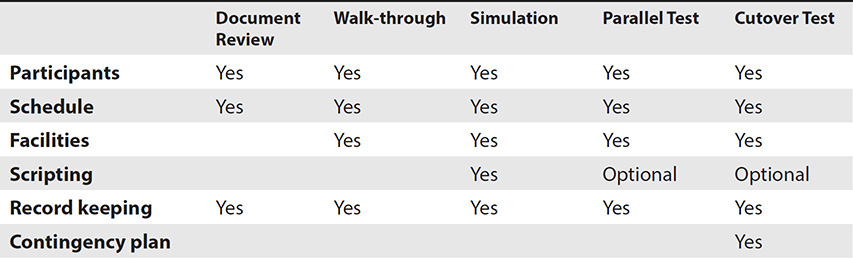 Document Review Walk-through Simulation Parallel Test Cutover Test
Participants Yes Yes Yes Yes Yes
Schedule Yes Yes Yes Yes Yes
Facilities Yes Yes Yes Yes
Scripting Yes Optional Optional
Record keeping Yes Yes Yes Yes Yes
Contingency plan Yes